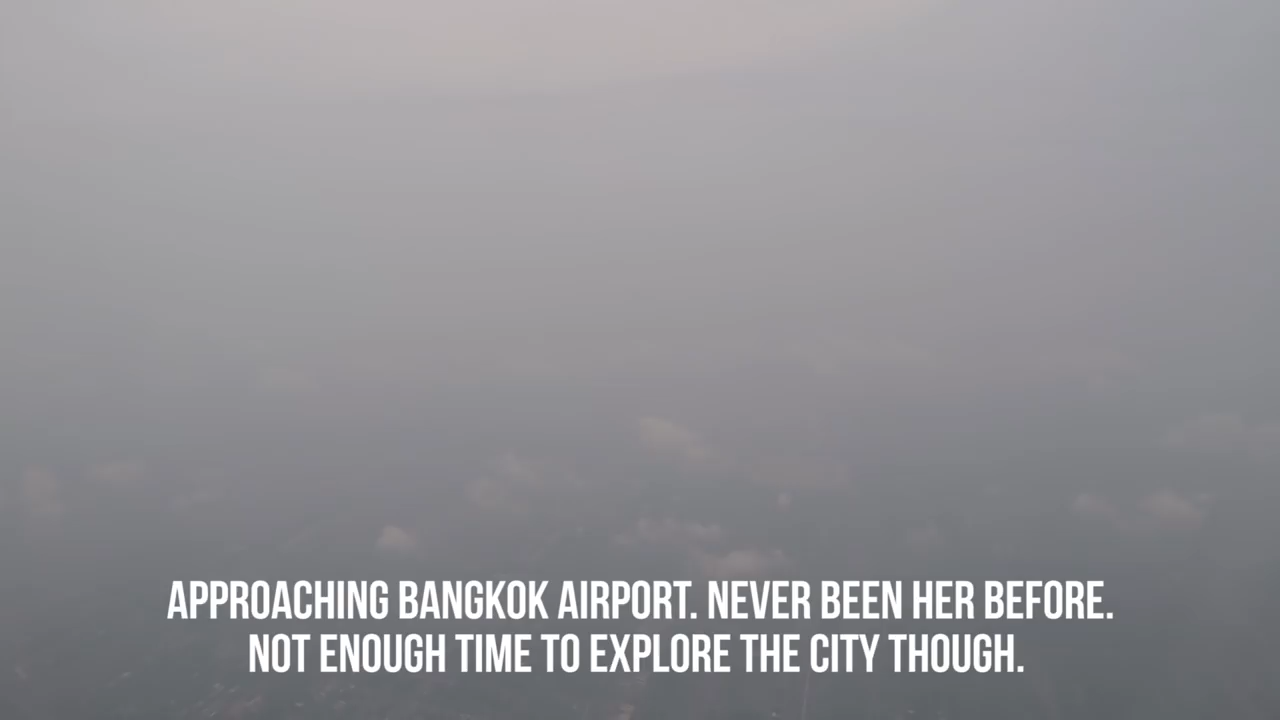 APPROACHING BANGKOK AIRPORT. NEVER BEEN HER BEFORE.
NOT ENOUGH TIME TO EXPLORE THE CITY THOUGH.